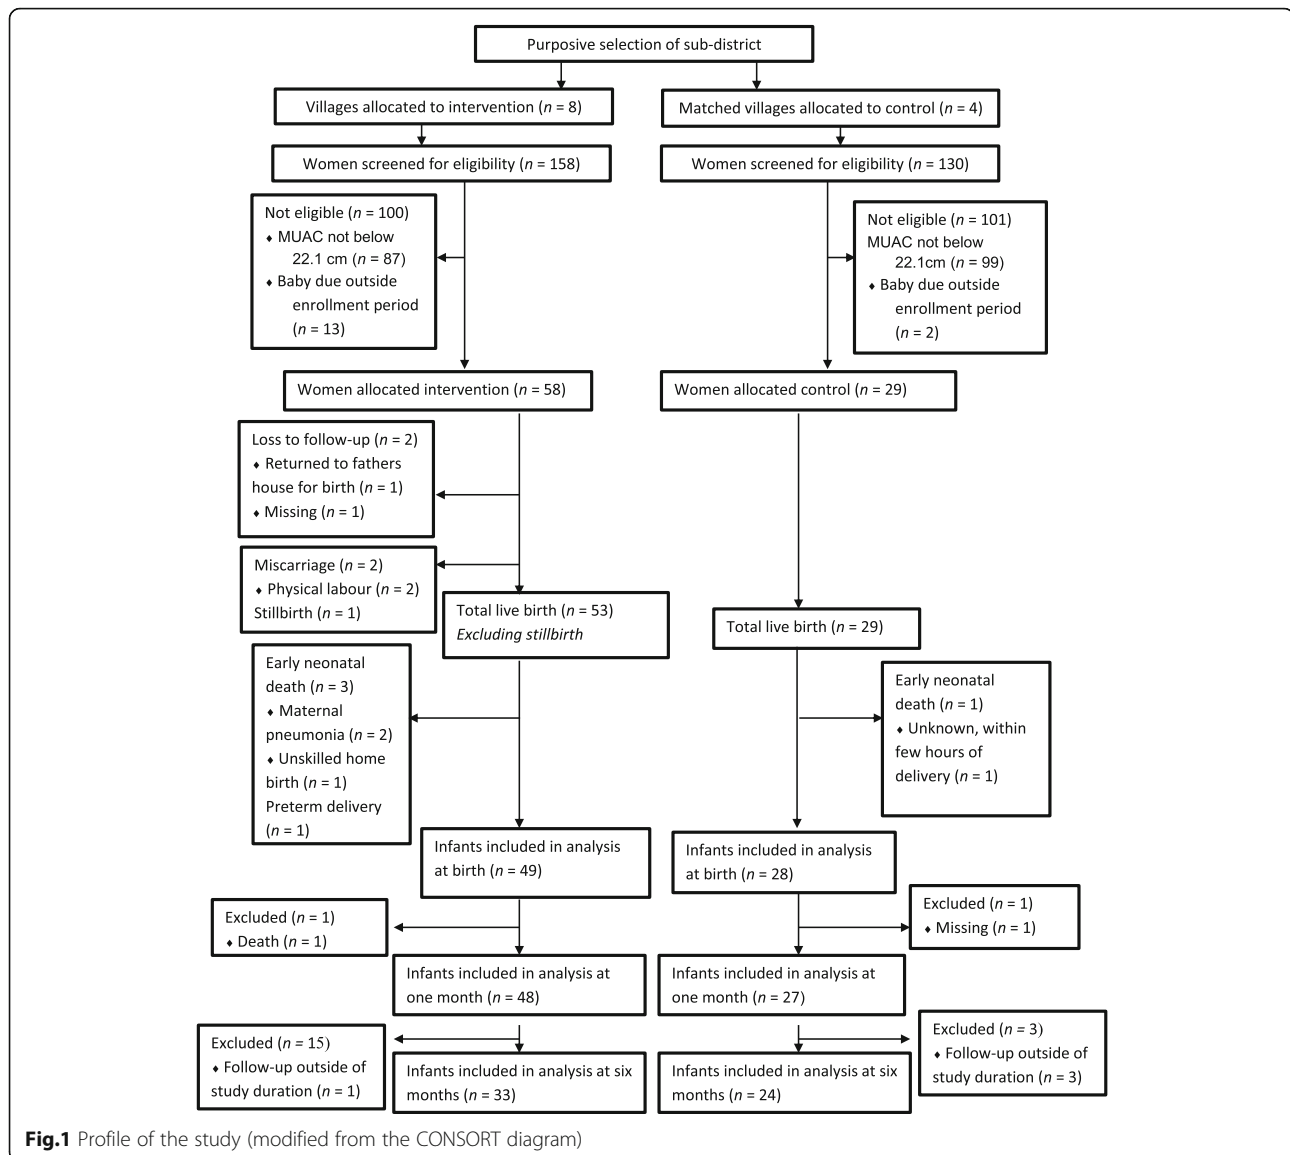 Purposive selection of sub-district
Villages allocated to intervention (n = 8)
Matched villages allocated to control (n = 4)
Women screened for eligibility (n = 158)
Women screened for eligibility (n = 130)
Not eligible (n = 100)
♦ MUAC not below
22.1 cm (n = 87)
♦ Baby due outside
enrollment period
(n = 13)
Not eligible (n = 101)
MUAC not below
22.1cm (n = 99)
♦ Baby due outside
enrollment period
(n = 2)
Women allocated intervention (n = 58)
Women allocated control (n = 29)
Loss to follow-up (n = 2)
♦ Returned to fathers
house for birth (n = 1)
♦ Missing (n = 1)
Miscarriage (n = 2)
♦ Physical labour (n = 2)
Stillbirth (n = 1)
Total live birth (n = 53)
Excluding stillbirth
Total live birth (n = 29)
Early neonatal
death (n = 3)
♦ Maternal
pneumonia (n = 2)
♦ Unskilled home
birth (n = 1)
Preterm delivery
(n = 1)
Early neonatal
death (n = 1)
♦ Unknown, within
few hours of
delivery (n = 1)
Infants included in analysis
at birth (n = 49)
Infants included in analysis
at birth (n = 28)
Excluded (n = 1)
♦ Death (n = 1)
Excluded (n = 1)
♦ Missing (n = 1)
Infants included in analysis at
one month (n = 48)
Infants included in analysis at
one month (n = 27)
Excluded (n = 15)
♦ Follow-up outside of
study duration (n = 1)
Excluded (n = 3)
♦ Follow-up outside of
study duration (n = 3)
Infants included in analysis at six
months (n = 33)
Infants included in analysis at six
months (n = 24)
Fig.1 Profile of the study (modified from the CONSORT diagram)